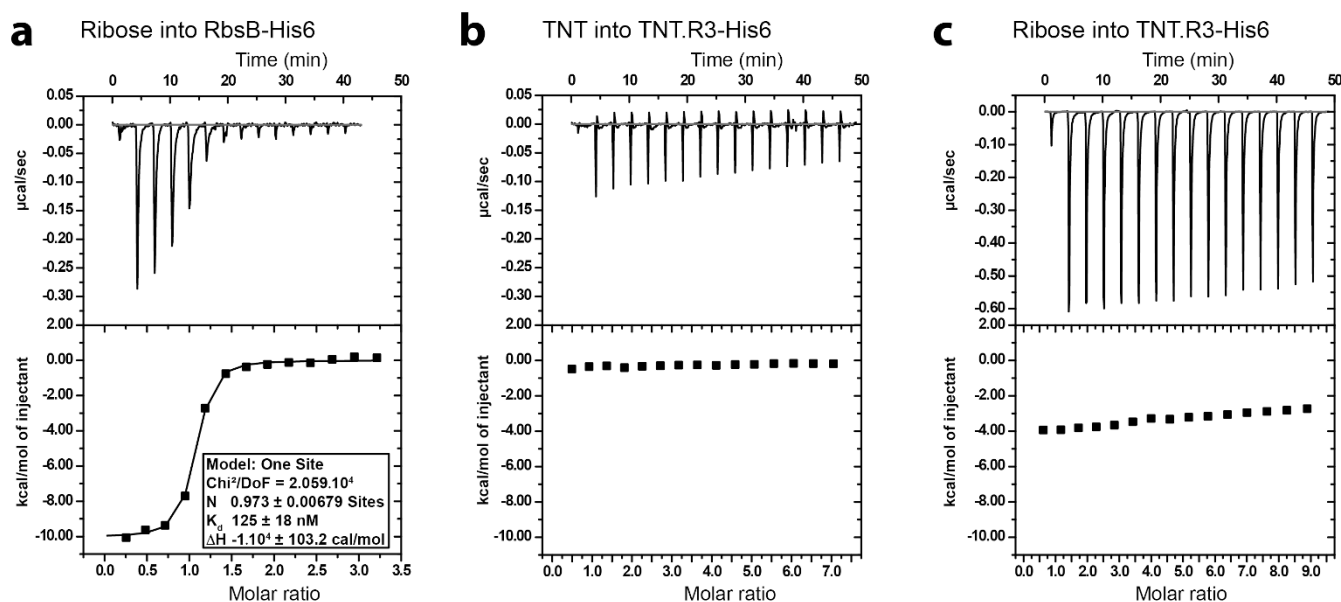 a Ribose into RbsB-His6
Time (min)
0 10 20 30 40 50
0.05
0.00
-0.05
-0.10
-0.15
-0.20
-0.25
-0.30
µcal/sec
2.00
0.00
-2.00
-4.00
-6.00
-8.00
-10.00
kcal/mol of injectant
Model: One Site
Chi²/DoF = 2.059.10⁴
N 0.973 ± 0.00679 Sites
K_d 125 ± 18 nM
ΔH -1.10⁴ ± 103.2 cal/mol
0.0 0.5 1.0 1.5 2.0 2.5 3.0 3.5
Molar ratio
b TNT into TNT.R3-His6
Time (min)
0 10 20 30 40 50
0.05
0.00
-0.05
-0.10
-0.15
-0.20
-0.25
-0.30
µcal/sec
2.00
0.00
-2.00
-4.00
-6.00
-8.00
-10.00
kcal/mol of injectant
0.0 1.0 2.0 3.0 4.0 5.0 6.0 7.0
Molar ratio
c Ribose into TNT.R3-His6
Time (min)
0 10 20 30 40 50
0.00
-0.10
-0.20
-0.30
-0.40
-0.50
-0.60
µcal/sec
2.00
0.00
-2.00
-4.00
-6.00
-8.00
-10.00
kcal/mol of injectant
0.0 1.0 2.0 3.0 4.0 5.0 6.0 7.0 8.0 9.0
Molar ratio